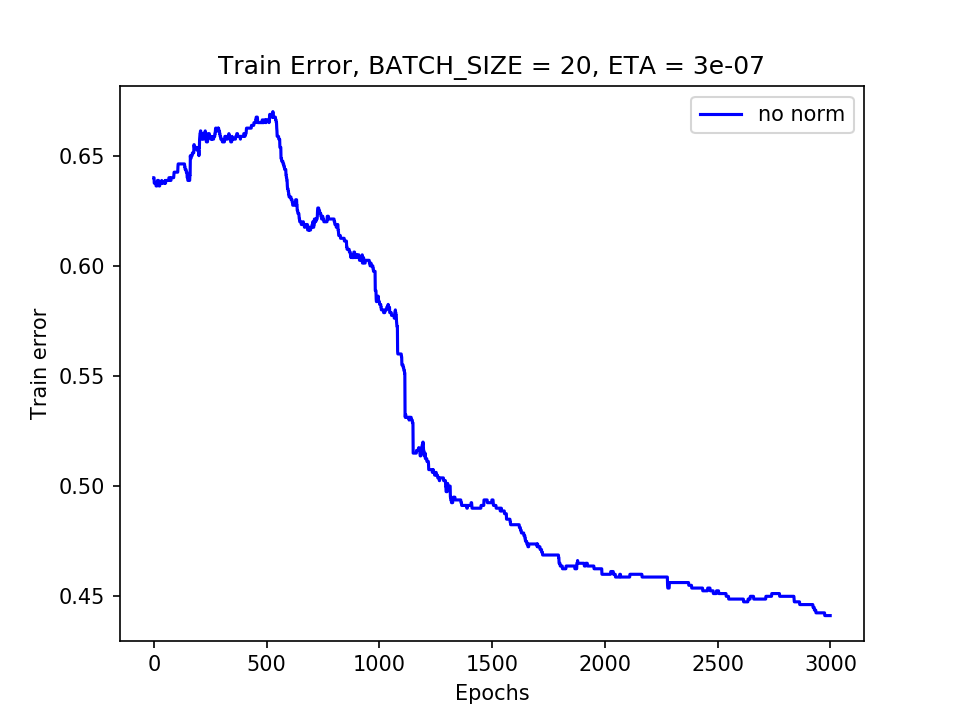 Train Error, BATCH_SIZE = 20, ETA = 3e-07
no norm
Train error
0.65
0.60
0.55
0.50
0.45
0 500 1000 1500 2000 2500 3000
Epochs